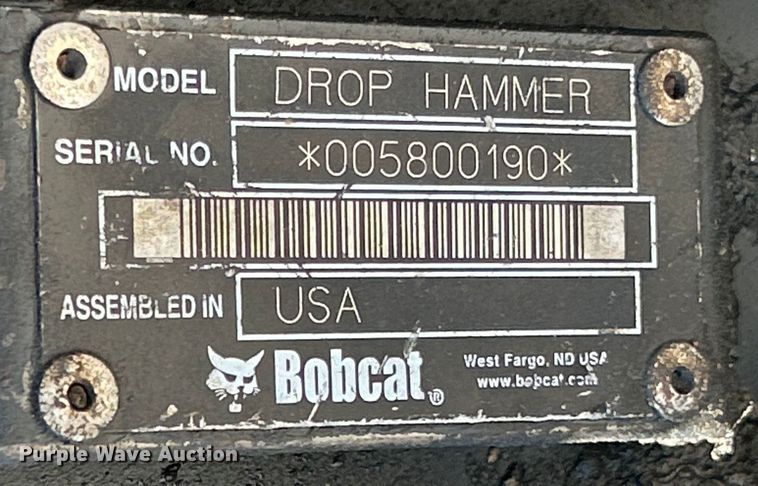 MODEL DROP HAMMER
SERIAL NO. *005800190*
ASSEMBLED IN USA
Bobcat® West Fargo, ND USA
www.bobcat.com
Purple Wave Auction